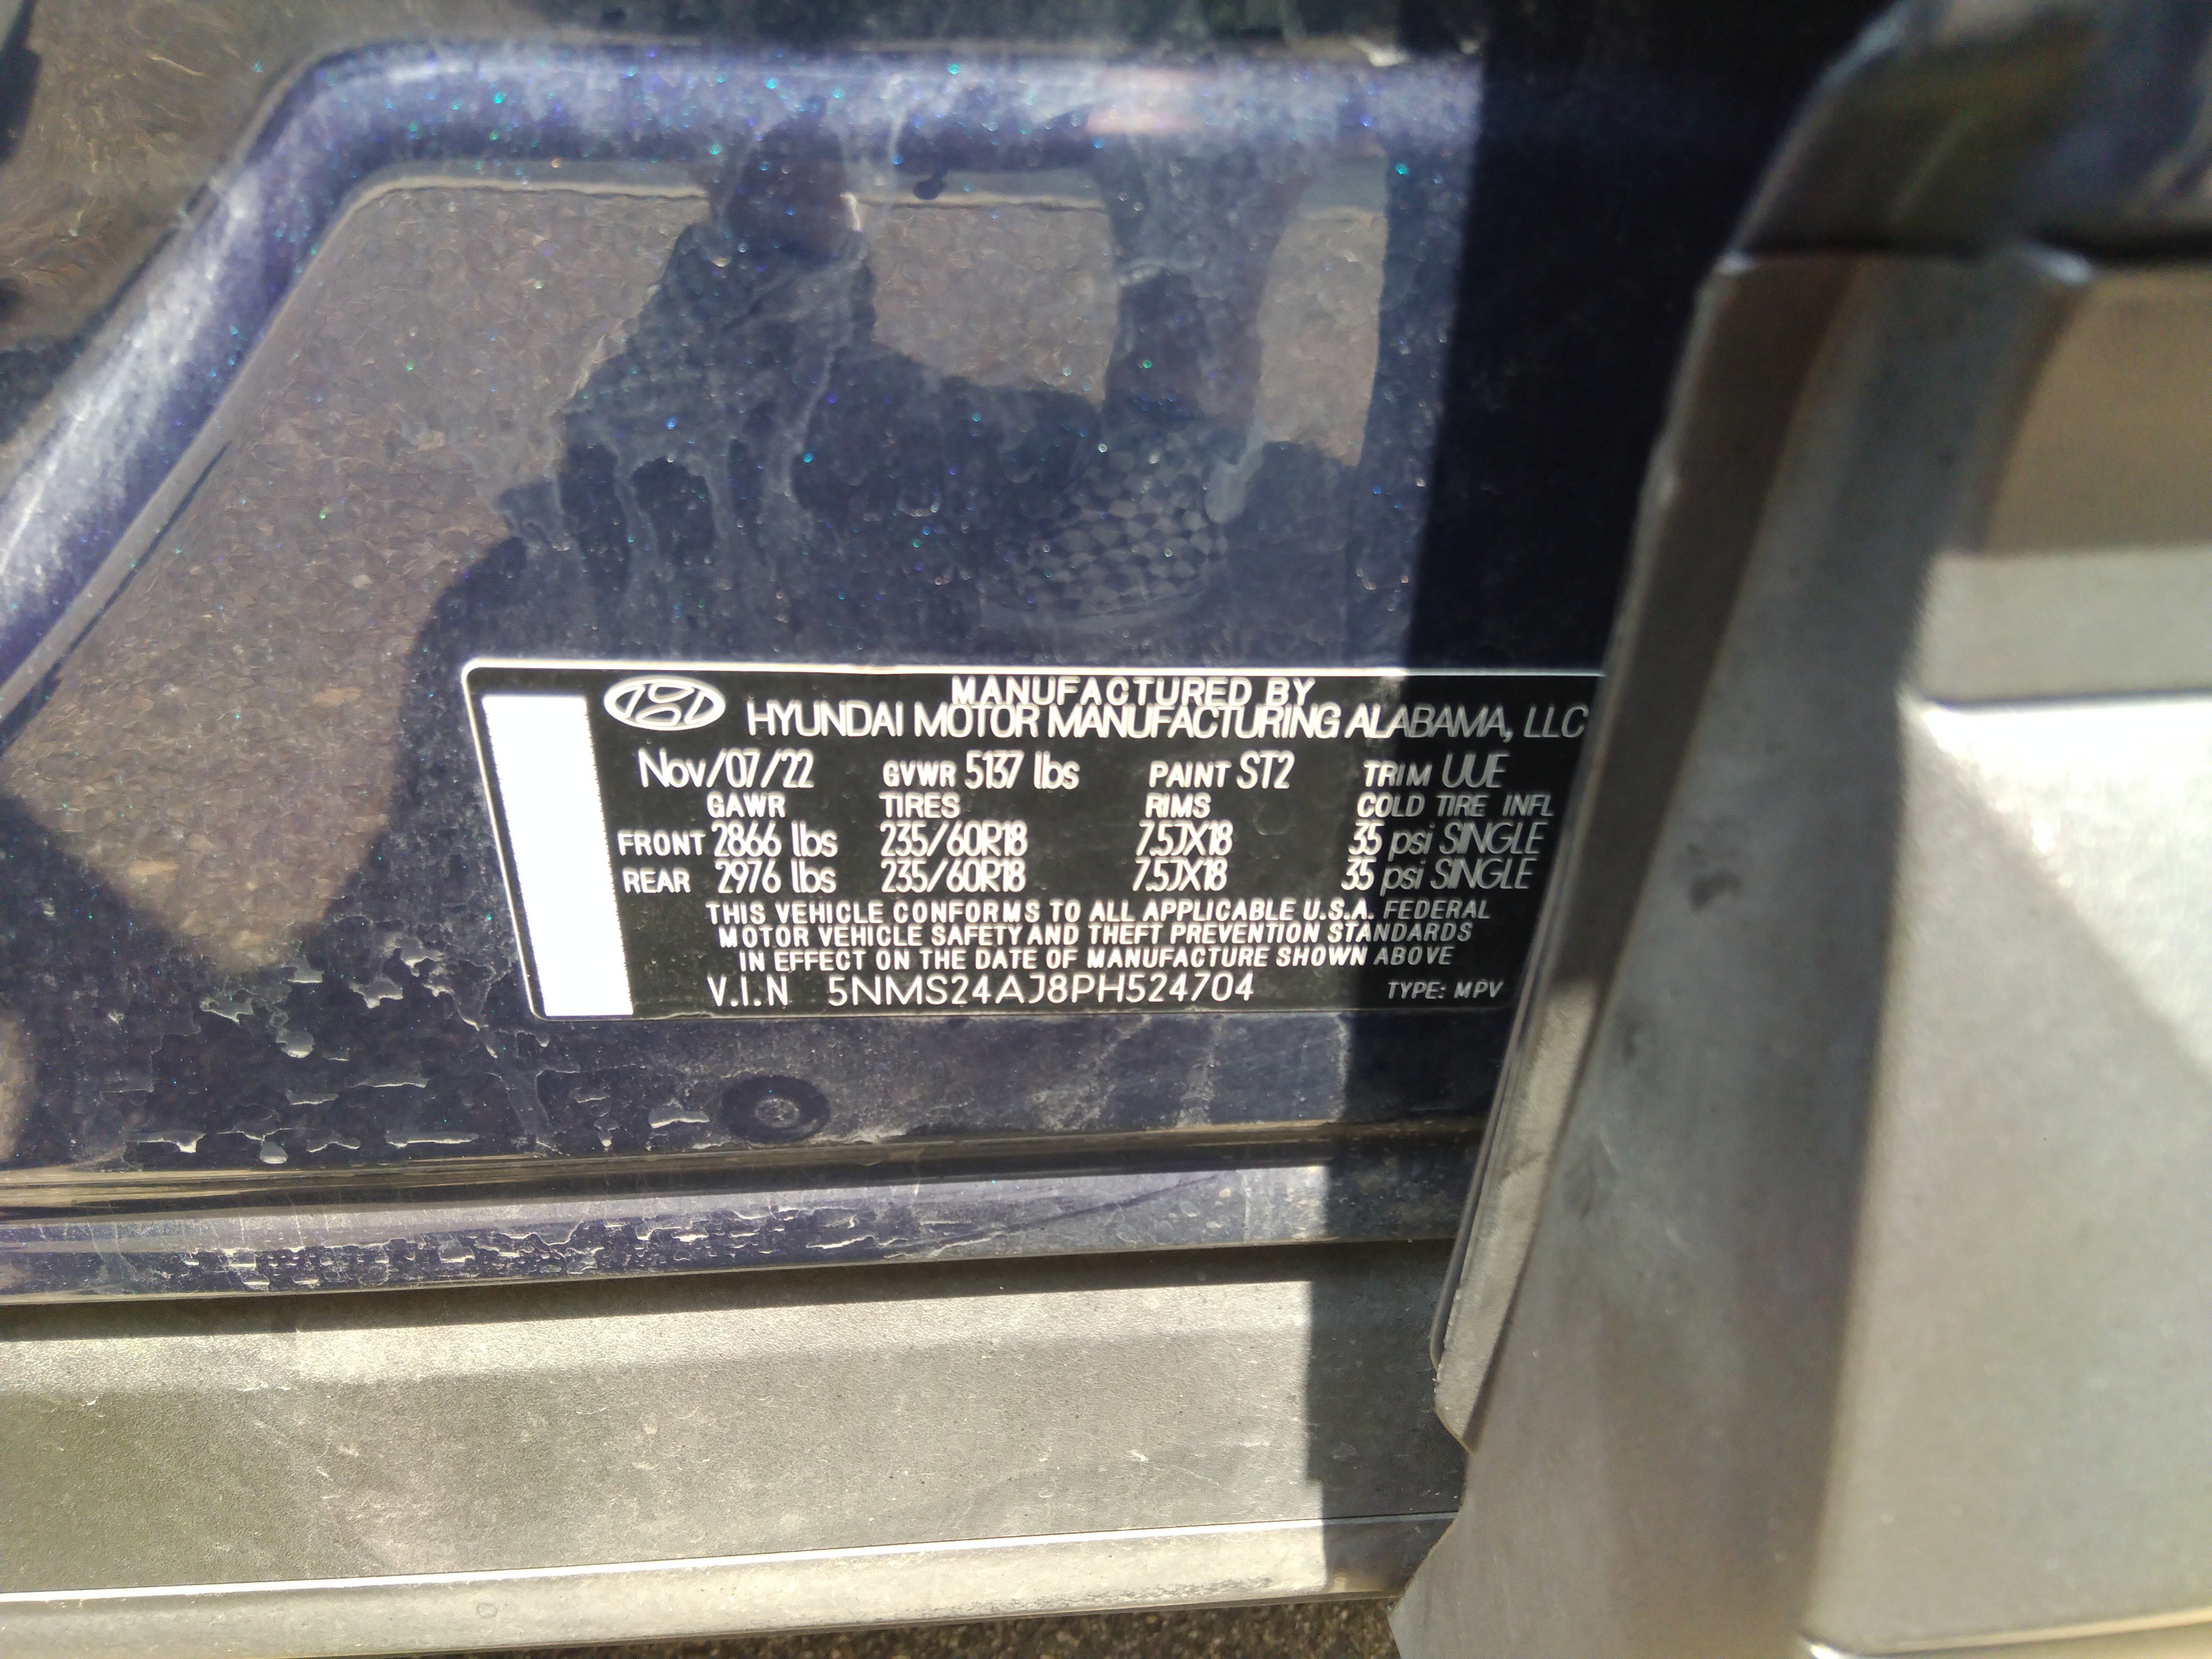 MANUFACTURED BY
HYUNDAI MOTOR MANUFACTURING ALABAMA, LLC
Nov/07/22 GVWR 5137 lbs PAINT ST2 TRIM UUE
GAWR TIRES RIMS COLD TIRE INFL
FRONT 2866 lbs 235/60R18 7.5JX18 35 psi SINGLE
REAR 2976 lbs 235/60R18 7.5JX18 35 psi SINGLE
THIS VEHICLE CONFORMS TO ALL APPLICABLE U.S.A. FEDERAL
MOTOR VEHICLE SAFETY AND THEFT PREVENTION STANDARDS
IN EFFECT ON THE DATE OF MANUFACTURE SHOWN ABOVE
V.I.N 5NMS24AJ8PH524704 TYPE: MPV